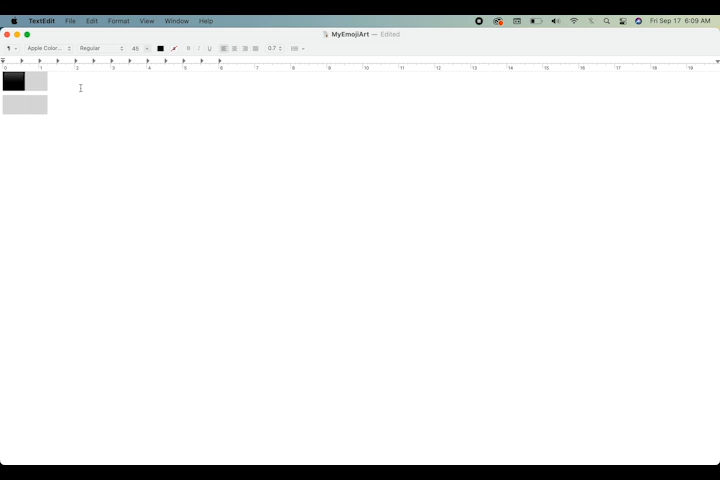 TextEdit File Edit Format View Window Help Fri Sep 17 6:09 AM
MyEmojiArt — Edited
¶ Apple Color... Regular 45 B I U 0.7
0 1 2 3 4 5 6 7 8 9 10 11 12 13 14 15 16 17 18 19